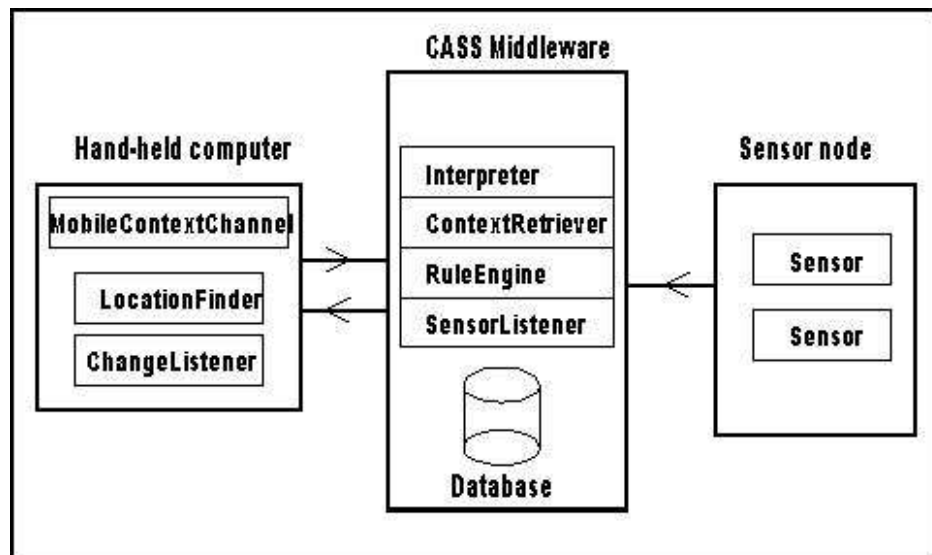 CASS Middleware
Hand-held computer
MobileContextChannel
LocationFinder
ChangeListener
Interpreter
ContextRetriever
RuleEngine
SensorListener
Database
Sensor node
Sensor
Sensor